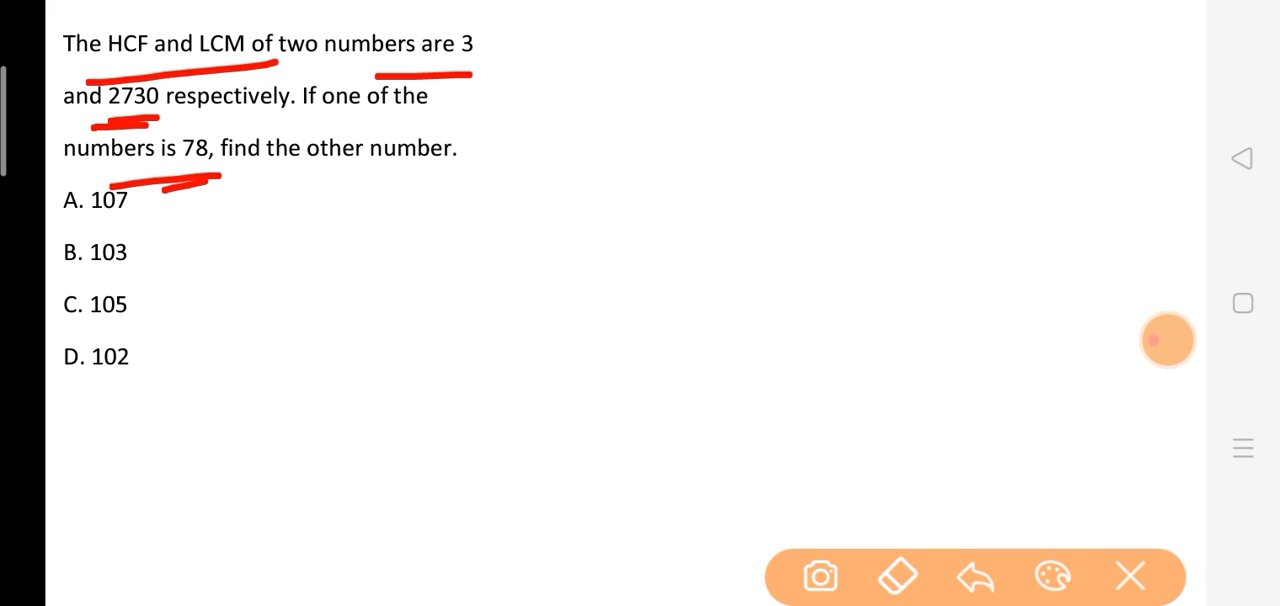 The HCF and LCM of two numbers are 3
and 2730 respectively. If one of the
numbers is 78, find the other number.
A. 107
B. 103
C. 105
D. 102